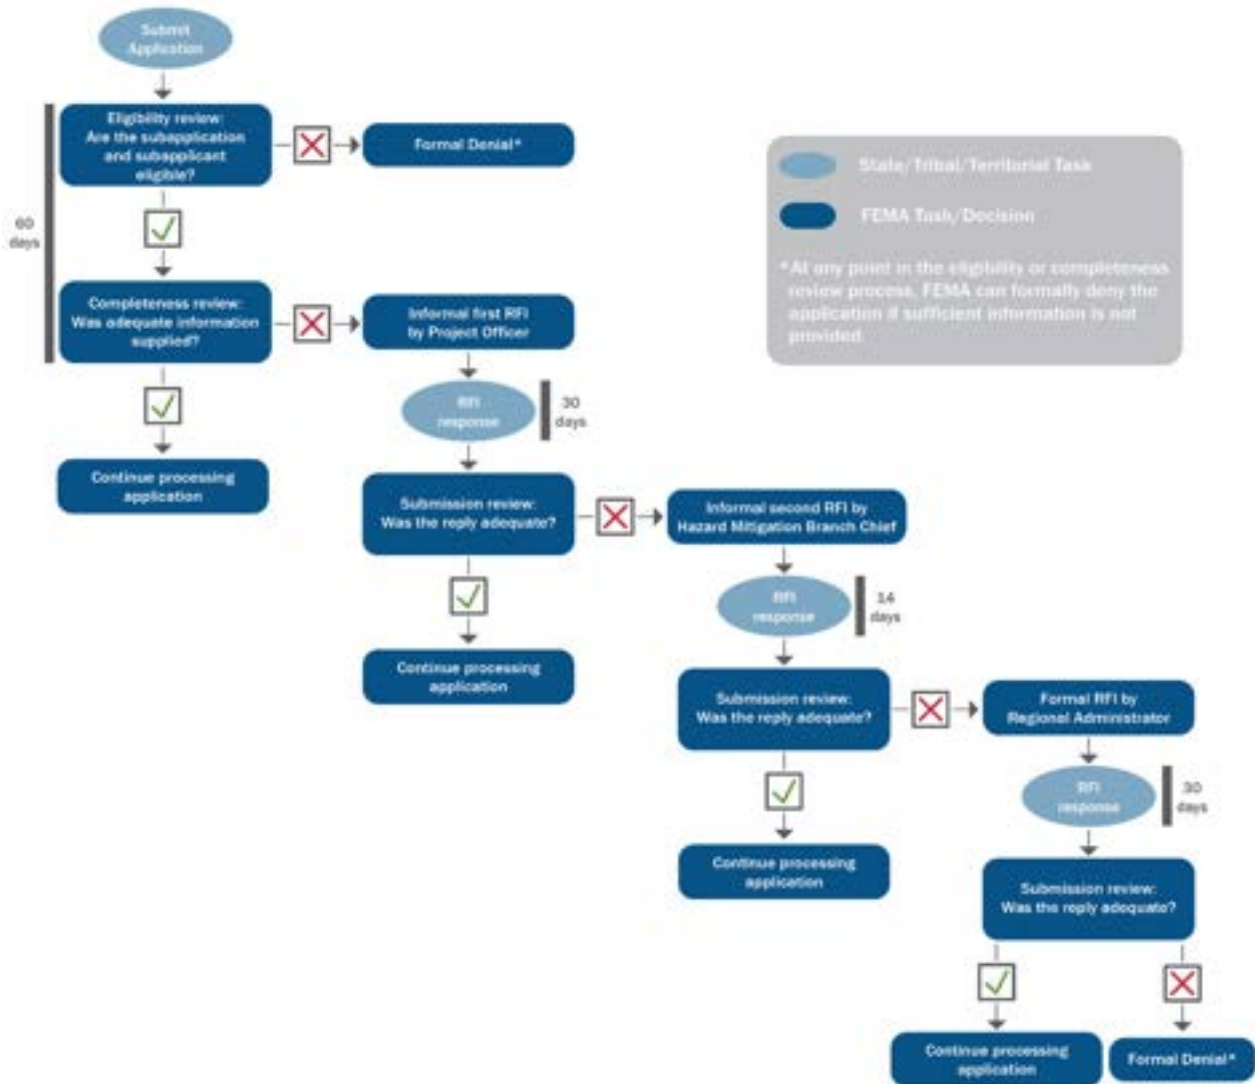 Submit
Application
Eligibility review:
Are the subapplication
and subapplicant
eligible?
Formal Denial*
60
days
Completeness review:
Was adequate information
supplied?
Informal first RFI
by Project Officer
RFI
response
30
days
Continue processing
application
Submission review:
Was the reply adequate?
Informal second RFI by
Hazard Mitigation Branch Chief
RFI
response
14
days
Continue processing
application
Submission review:
Was the reply adequate?
Formal RFI by
Regional Administrator
RFI
response
30
days
Continue processing
application
Submission review:
Was the reply adequate?
Continue processing
application
Formal Denial*
State/Tribal/Territorial Task
FEMA Task/Decision
*At any point in the eligibility or completeness
review process, FEMA can formally deny the
application if sufficient information is not
provided.